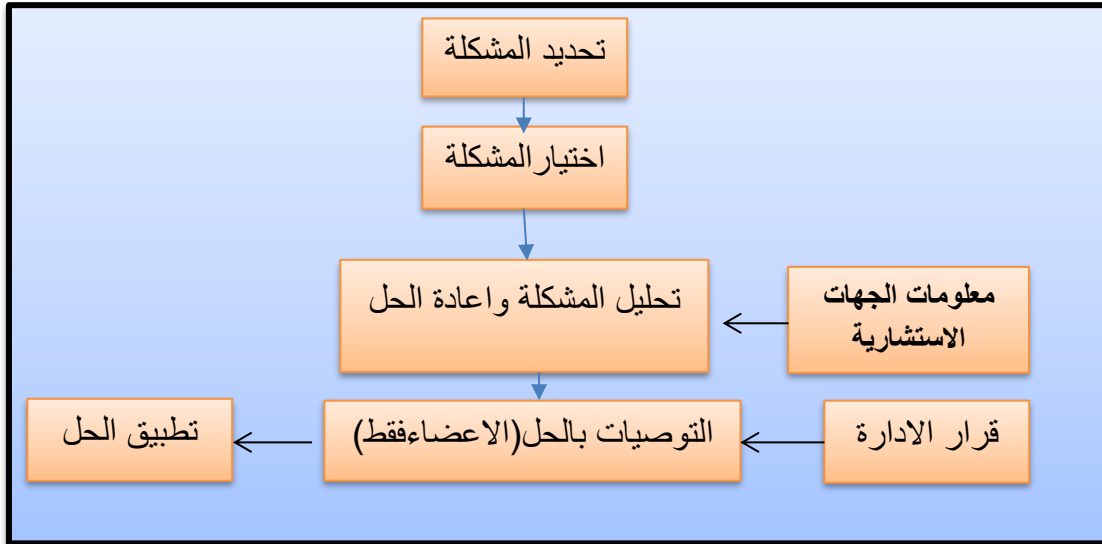 تحديد المشكلة
اختيارالمشكلة
تحليل المشكلة واعادة الحل
معلومات الجهات
الاستشارية
قرار الادارة
التوصيات بالحل(الاعضاءفقط)
تطبيق الحل